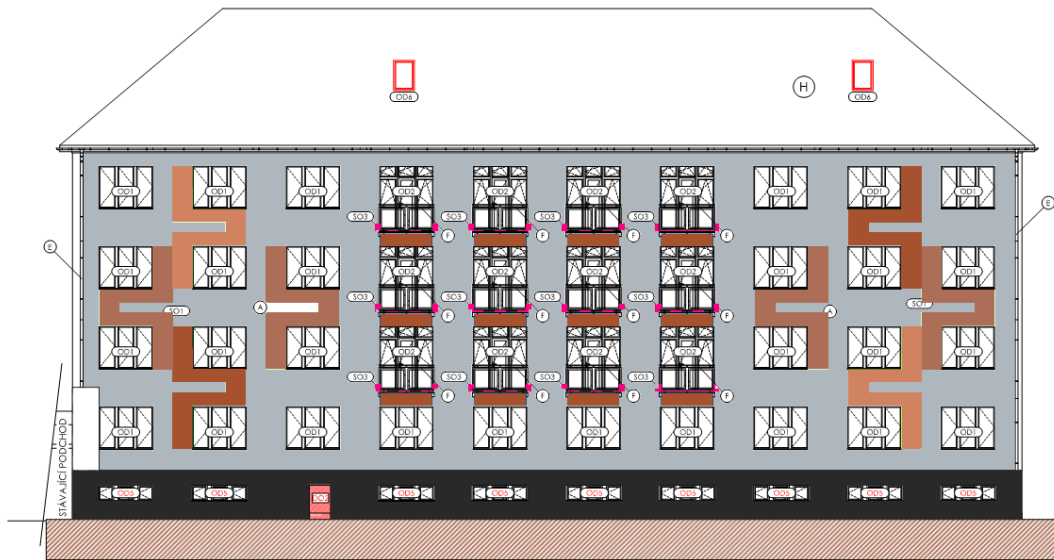 H
OD6 OD6
OD1 OD1 OD1 OD2 OD2 OD2 OD2 OD1 OD1 OD1
E
SO3 SO3 SO3 SO3
F F F F
E
OD1 OD1 OD1 OD2 OD2 OD2 OD2 OD1 OD1 OD1
SO3 SO3 SO3 SO3
SO1 A A SO1
F F F F
OD1 OD1 OD1 OD2 OD2 OD2 OD2 OD1 OD1 OD1
SO3 SO3 SO3 SO3
F F F F
OD1 OD1 OD1 OD1 OD1 OD1 OD1 OD1 OD1 OD1
STÁVAJÍCÍ PODCHOD
OD5 OD5 DO2 OD5 OD5 OD5 OD5 OD5 OD5 OD5